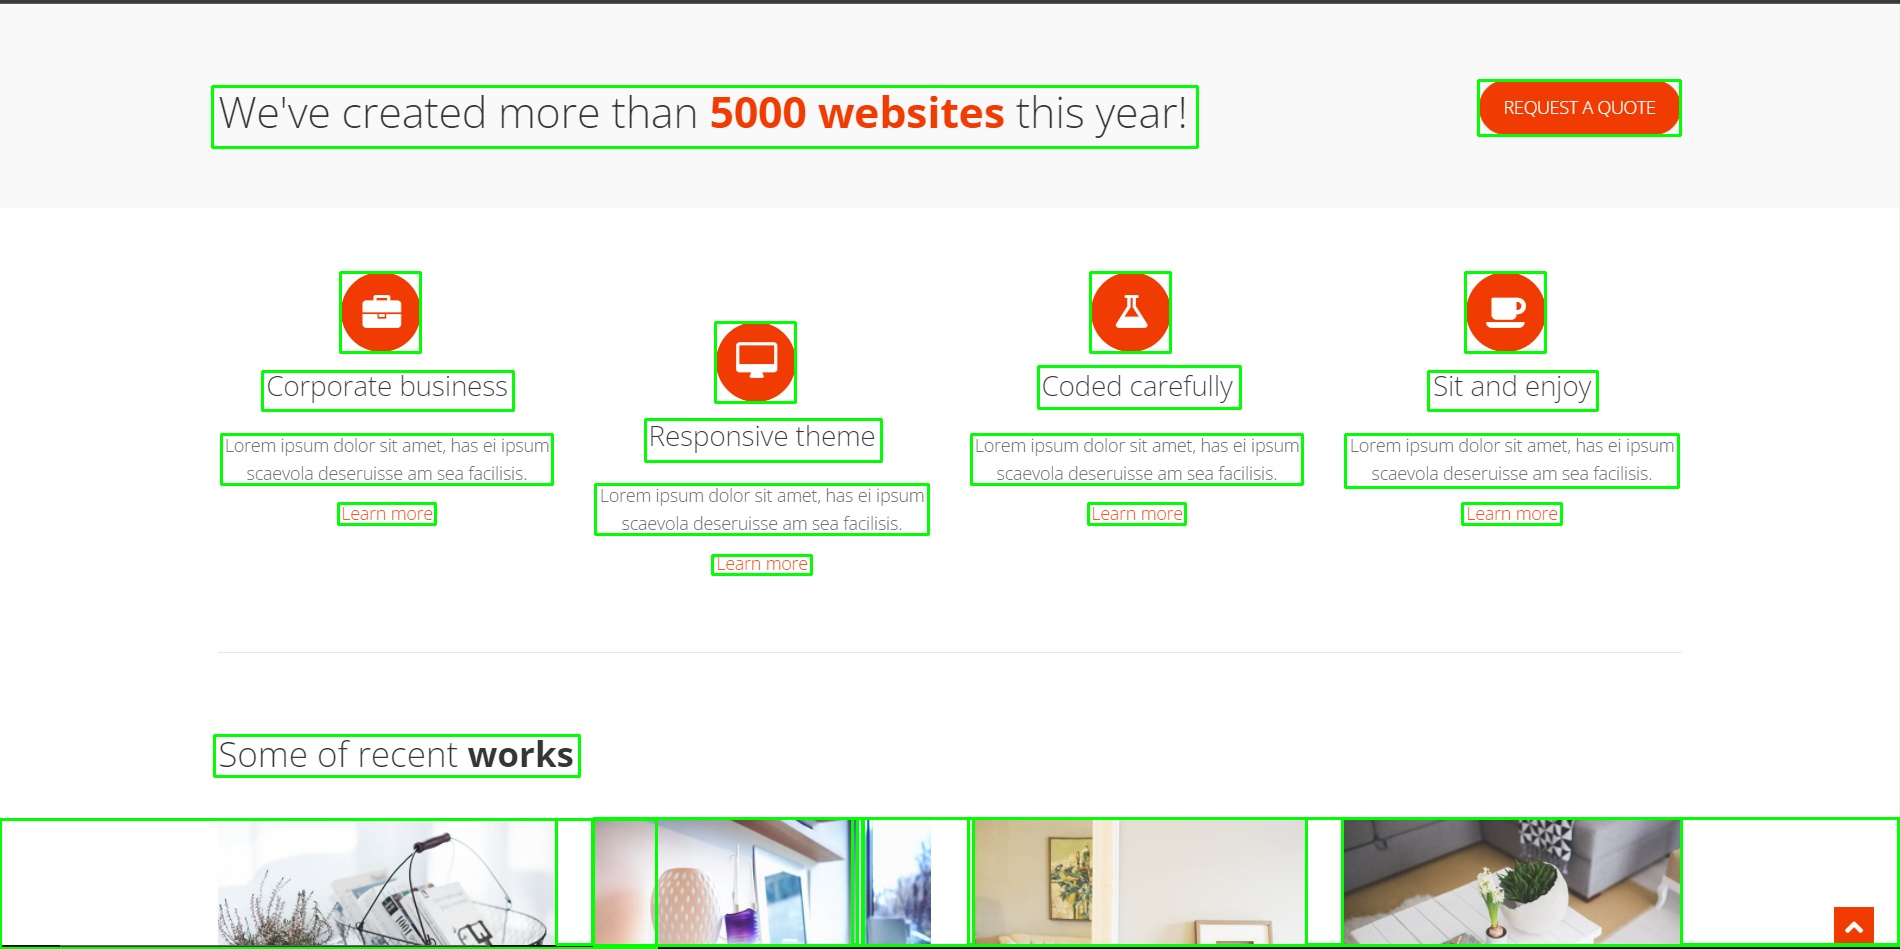 We've created more than 5000 websites this year!
REQUEST A QUOTE
Corporate business
Lorem ipsum dolor sit amet, has ei ipsum
scaevola deseruisse am sea facilisis.
Learn more
Responsive theme
Lorem ipsum dolor sit amet, has ei ipsum
scaevola deseruisse am sea facilisis.
Learn more
Coded carefully
Lorem ipsum dolor sit amet, has ei ipsum
scaevola deseruisse am sea facilisis.
Learn more
Sit and enjoy
Lorem ipsum dolor sit amet, has ei ipsum
scaevola deseruisse am sea facilisis.
Learn more
Some of recent works